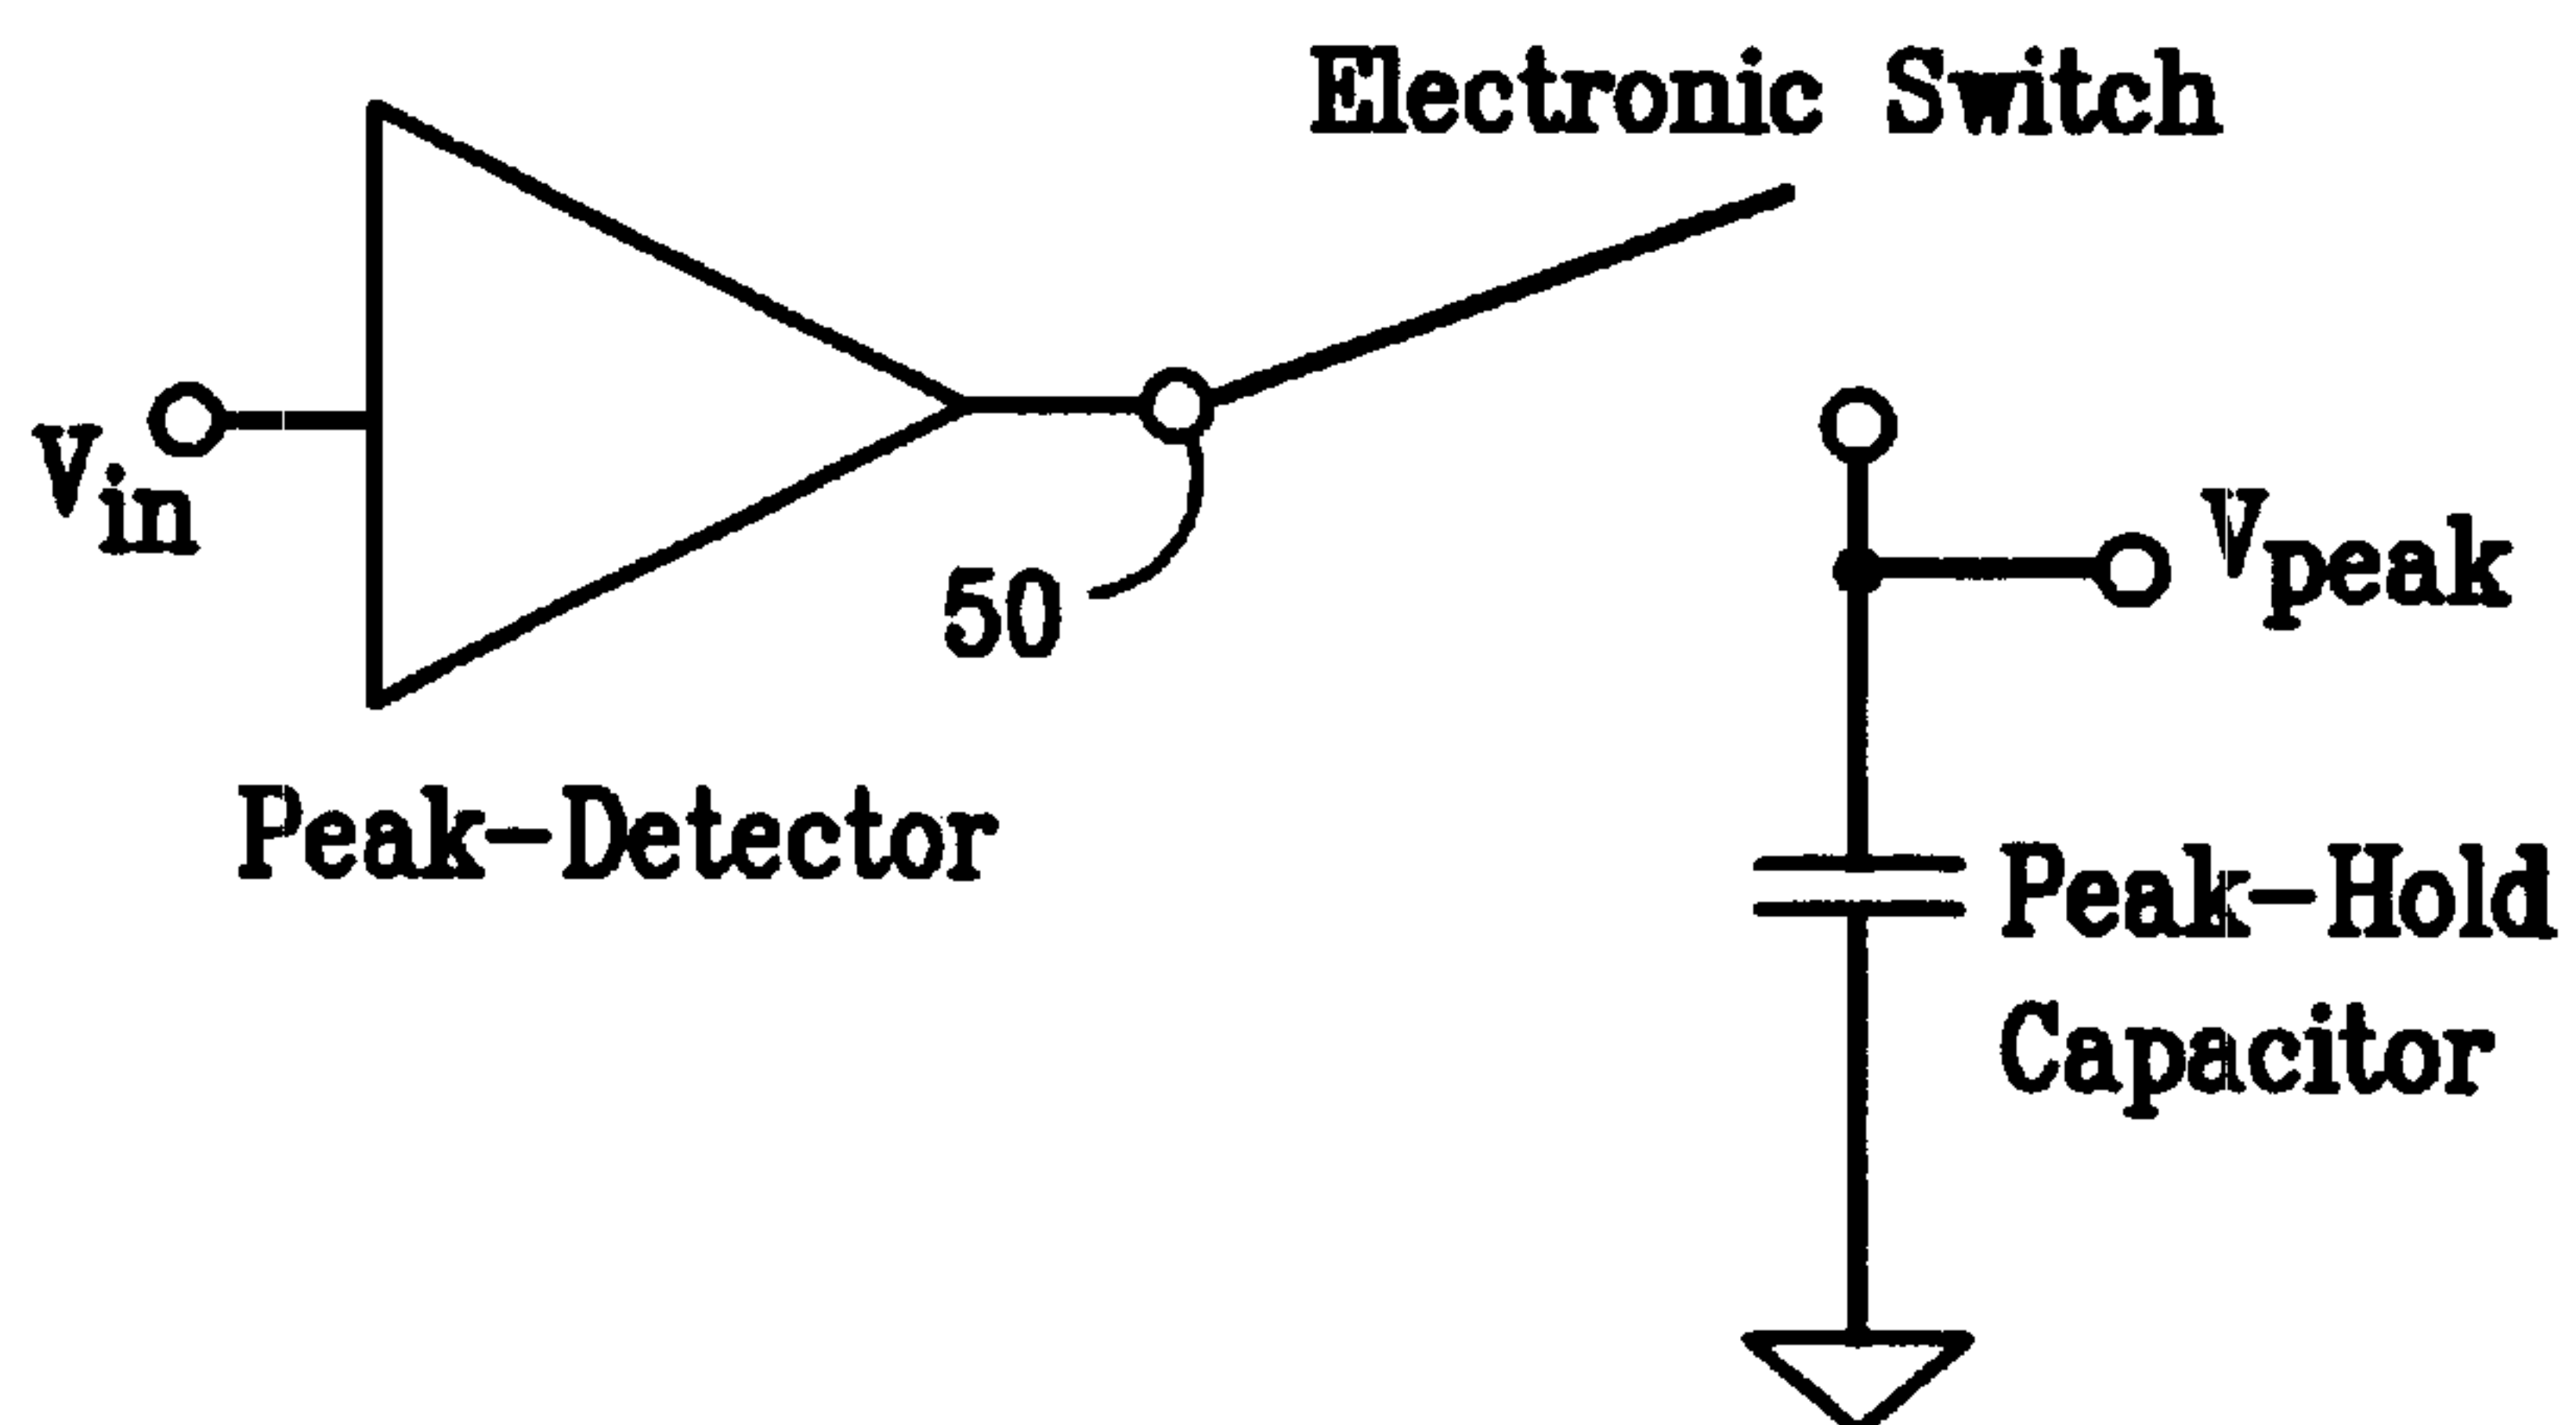 Electronic Switch
Vin
50
Vpeak
Peak-Detector
Peak-Hold
Capacitor